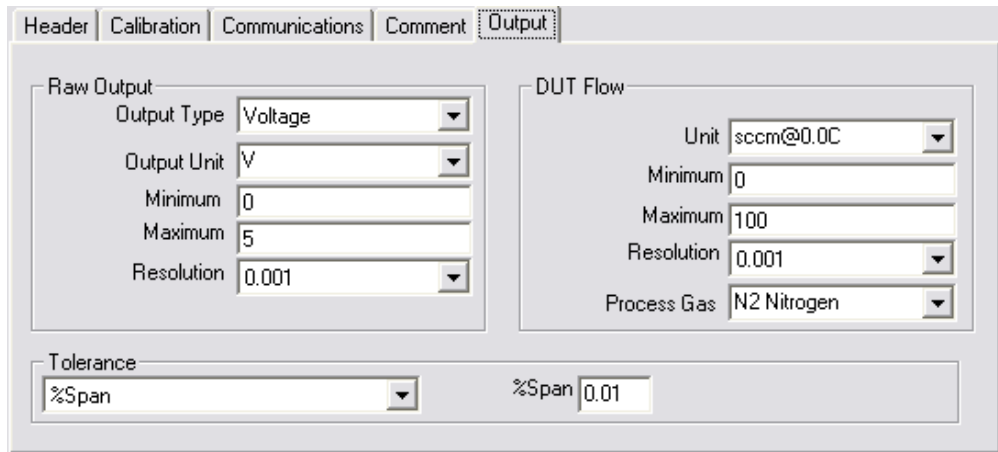 Header Calibration Communications Comment Output
Raw Output
Output Type Voltage
Output Unit V
Minimum 0
Maximum 5
Resolution 0.001
DUT Flow
Unit sccm@0.0C
Minimum 0
Maximum 100
Resolution 0.001
Process Gas N2 Nitrogen
Tolerance
%Span %Span 0.01